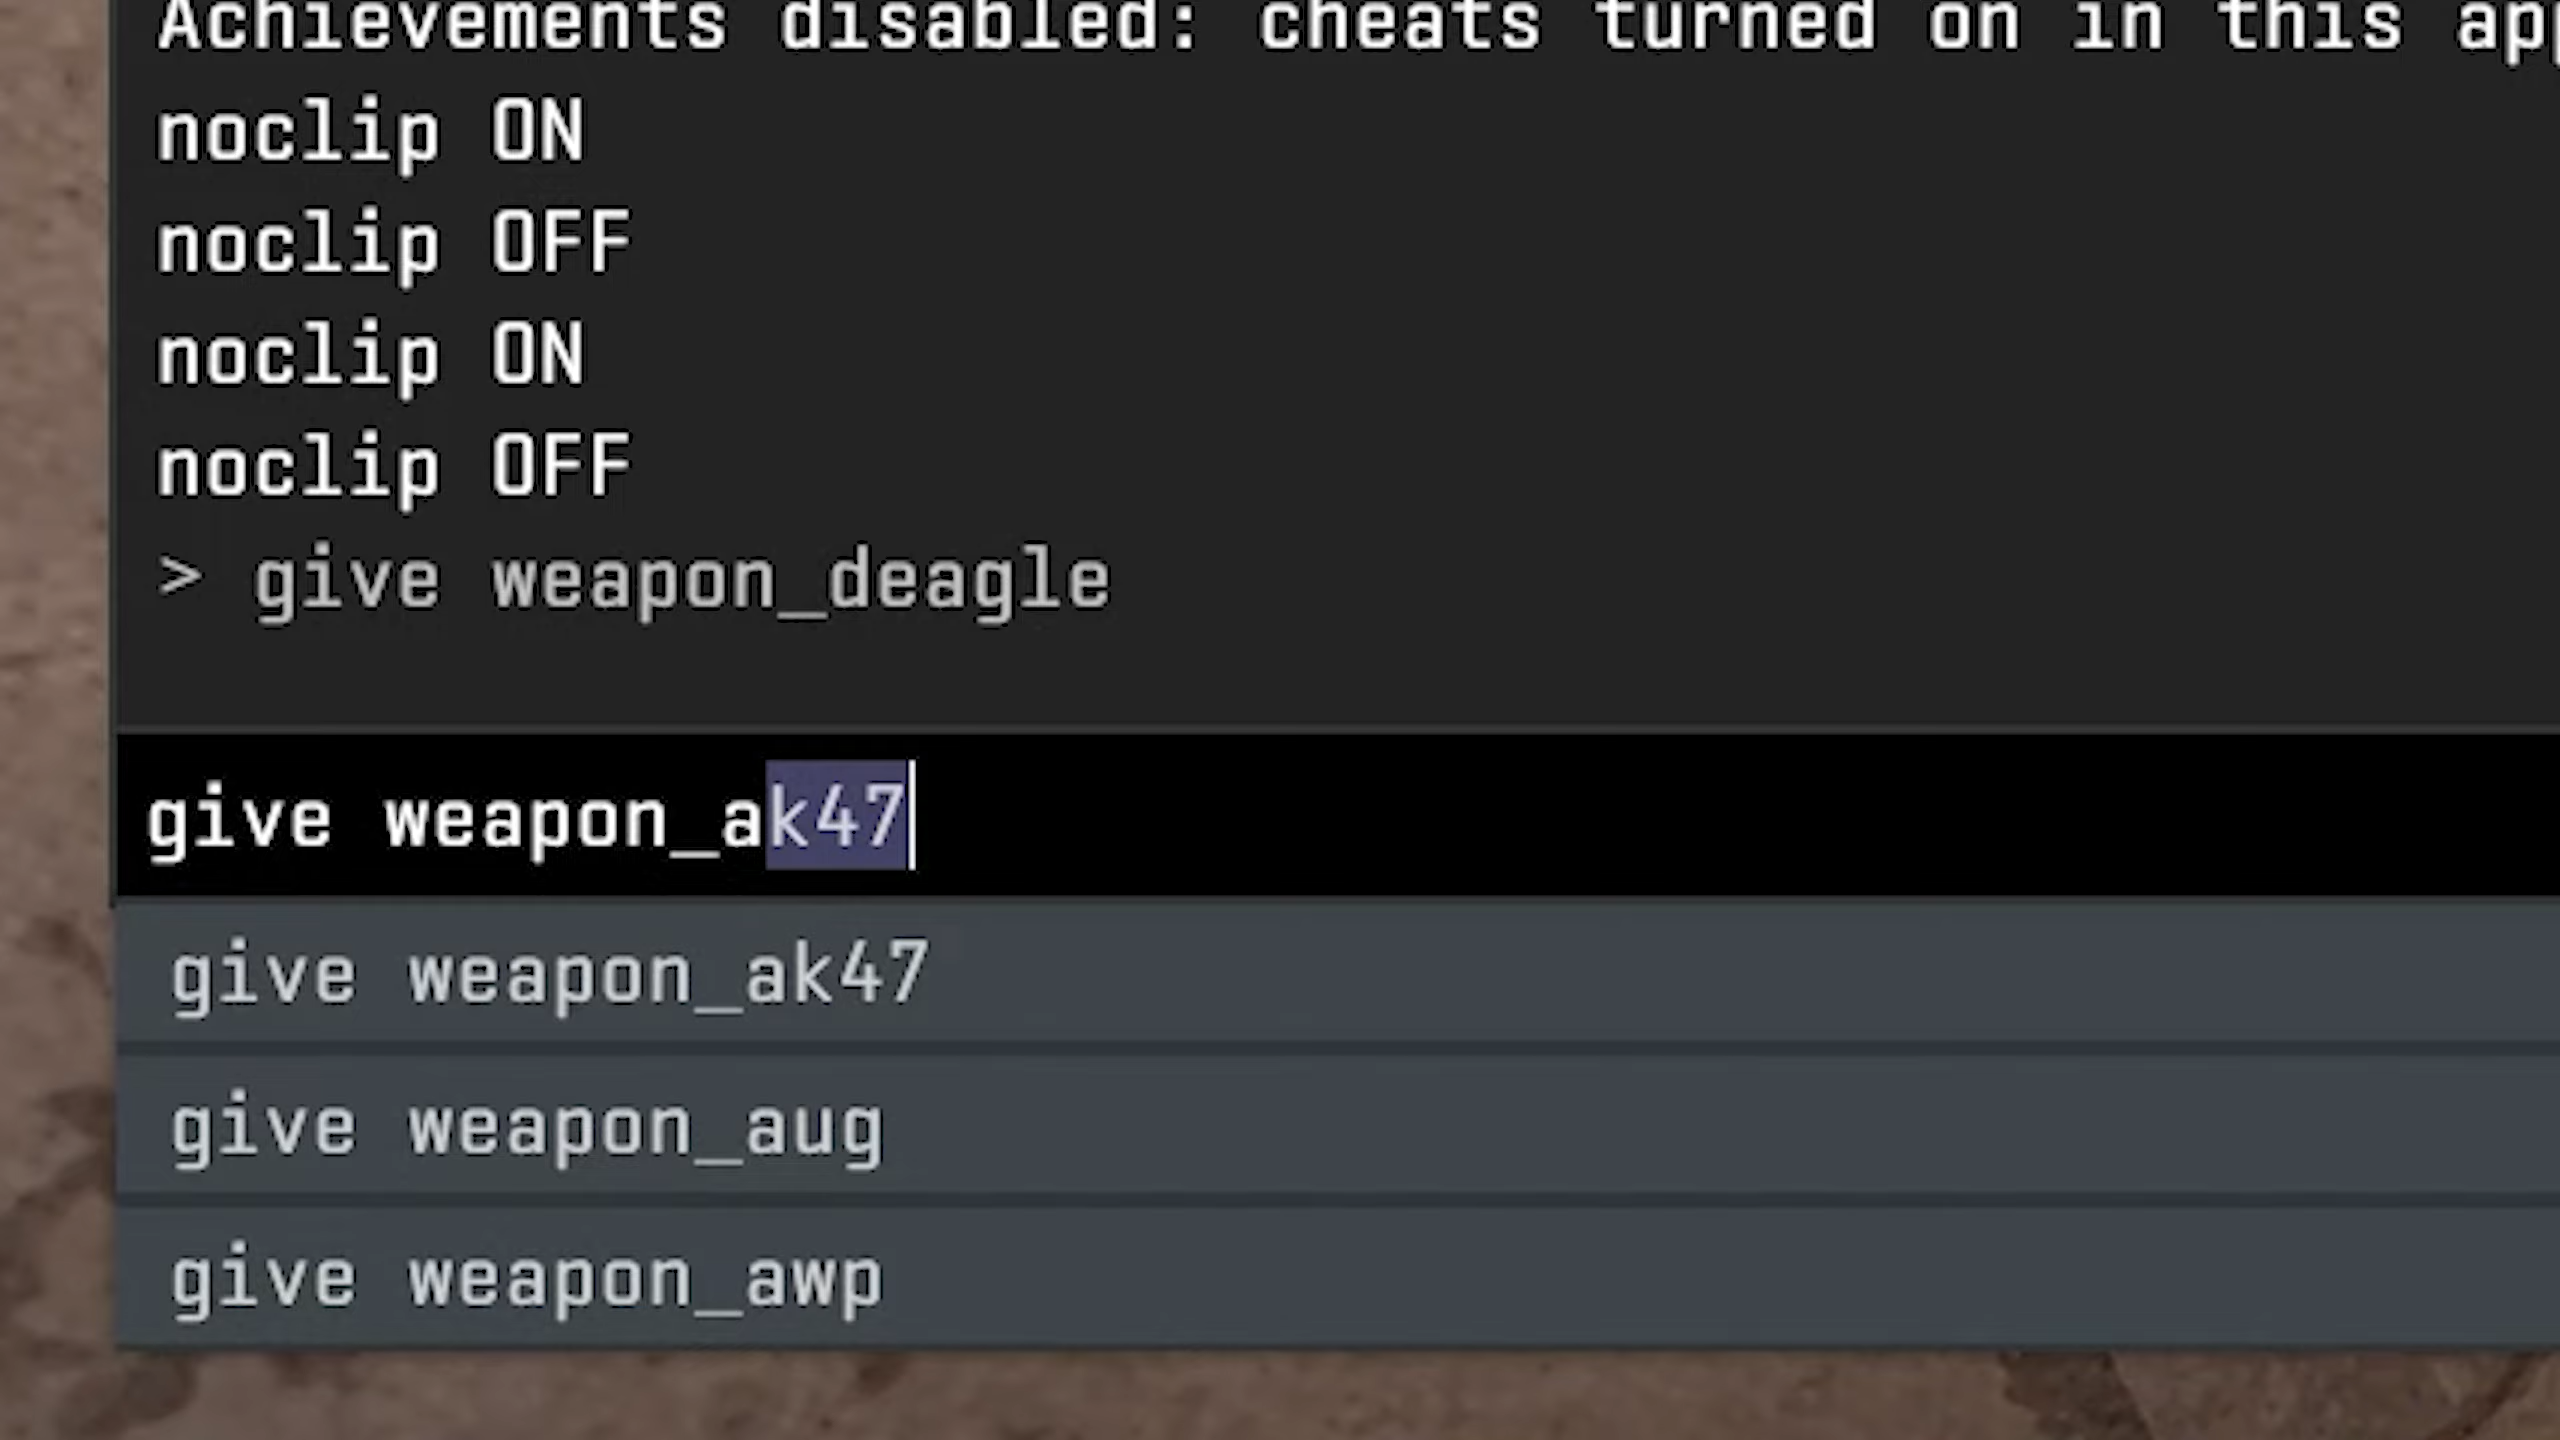 Achievements disabled: cheats turned on in this
noclip ON
noclip OFF
noclip ON
noclip OFF
> give weapon_deagle
give weapon_ak47
give weapon_ak47
give weapon_aug
give weapon_awp